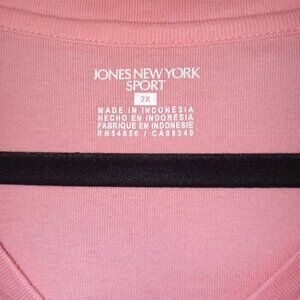 JONES NEW YORK
SPORT
2X
MADE IN INDONESIA
HECHO EN INDONESIA
FABRIQUE EN INDONESIE
RN54050 / CA08349